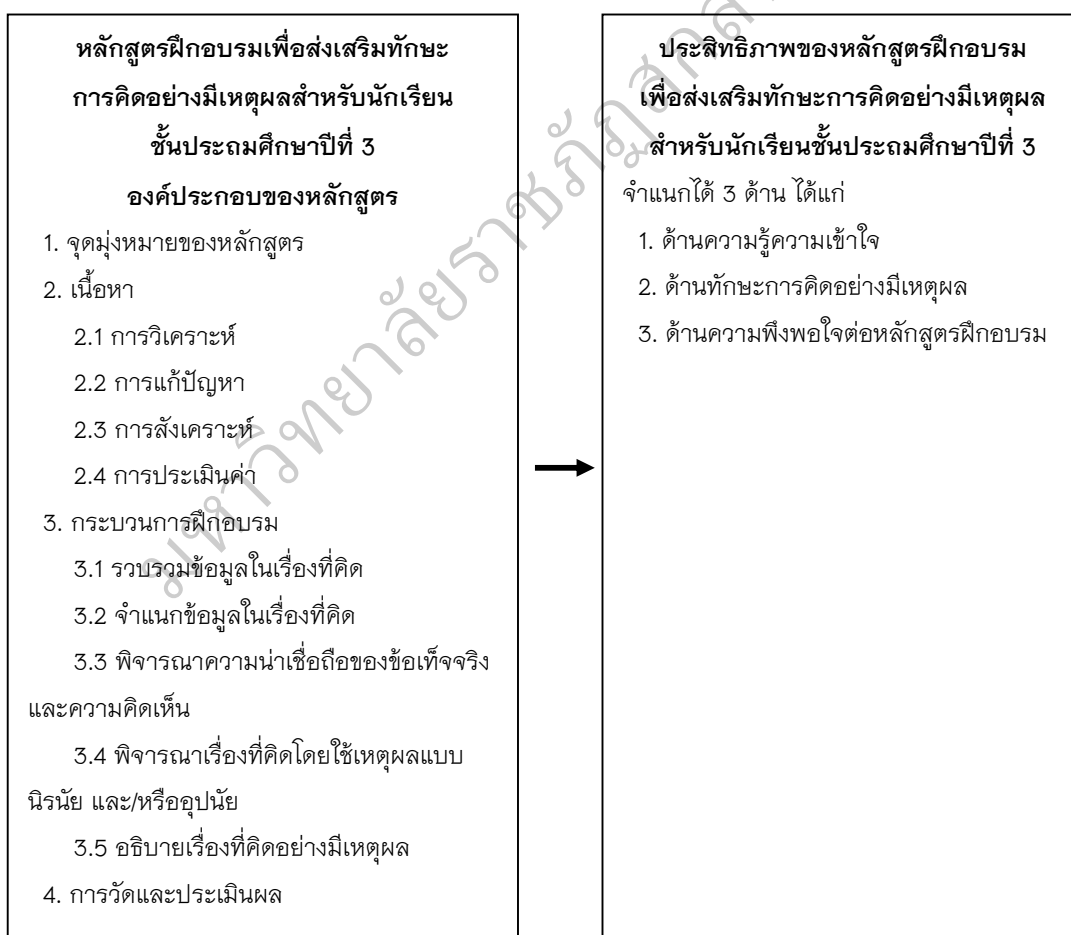 หลักสูตรฝึกอบรมเพื่อส่งเสริมทักษะ
การคิดอย่างมีเหตุผลสำหรับนักเรียน
ชั้นประถมศึกษาปีที่ 3
องค์ประกอบของหลักสูตร
1. จุดมุ่งหมายของหลักสูตร
2. เนื้อหา
2.1 การวิเคราะห์
2.2 การแก้ปัญหา
2.3 การสังเคราะห์
2.4 การประเมินค่า
3. กระบวนการฝึกอบรม
3.1 รวบรวมข้อมูลในเรื่องที่คิด
3.2 จำแนกข้อมูลในเรื่องที่คิด
3.3 พิจารณาความน่าเชื่อถือของข้อเท็จจริง
และความคิดเห็น
3.4 พิจารณาเรื่องที่คิดโดยใช้เหตุผลแบบ
นิรนัย และ/หรืออุปนัย
3.5 อธิบายเรื่องที่คิดอย่างมีเหตุผล
4. การวัดและประเมินผล
ประสิทธิภาพของหลักสูตรฝึกอบรม
เพื่อส่งเสริมทักษะการคิดอย่างมีเหตุผล
สำหรับนักเรียนชั้นประถมศึกษาปีที่ 3
จำแนกได้ 3 ด้าน ได้แก่
1. ด้านความรู้ความเข้าใจ
2. ด้านทักษะการคิดอย่างมีเหตุผล
3. ด้านความพึงพอใจต่อหลักสูตรฝึกอบรม
มหาวิทยาลัยราชภัฏสกล